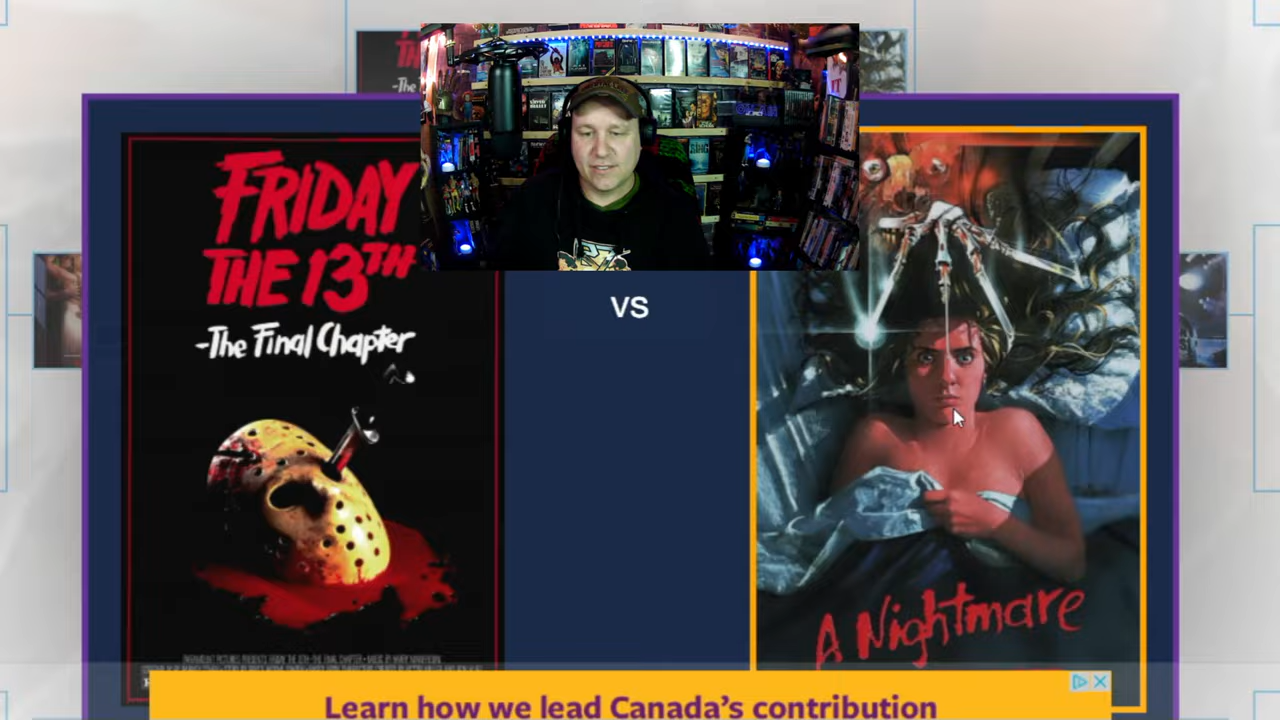 FRIDAY
THE 13TH
-The Final Chapter
VS
A Nightmare
Learn how we lead Canada's contribution